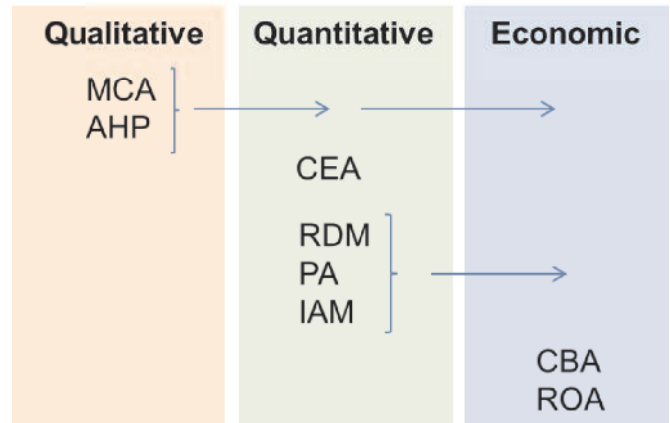 Qualitative
Quantitative
Economic
MCA
AHP
CEA
RDM
PA
IAM
CBA
ROA